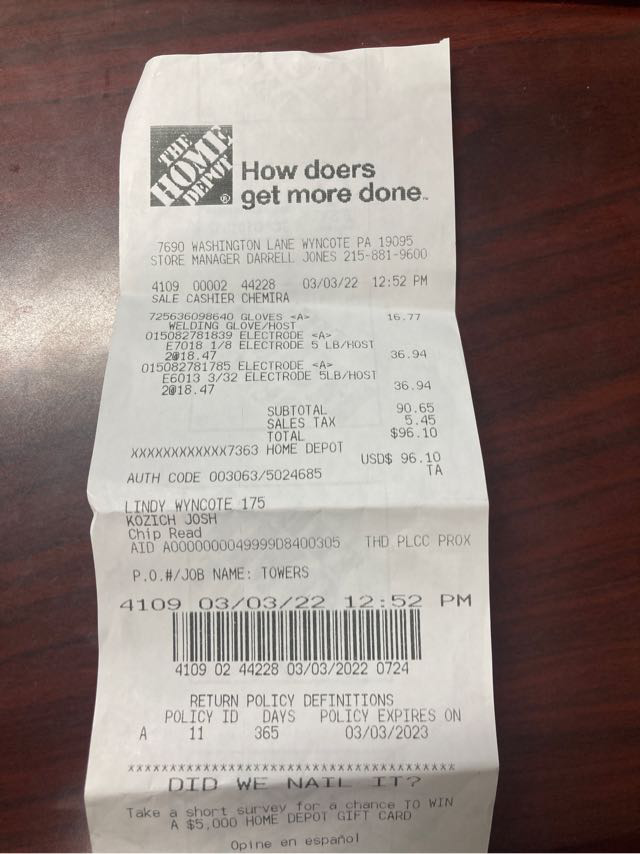 THE
HOME
DEPOT
®
How doers
get more done™
7690 WASHINGTON LANE WYNCOTE PA 19095
STORE MANAGER DARRELL JONES 215-881-9600
4109 00002 44228 03/03/22 12:52 PM
SALE CASHIER CHEMIRA
725636098640 GLOVES <A> 16.77
WELDING GLOVE/HOST
015082781839 ELECTRODE <A>
E7018 1/8 ELECTRODE 5 LB/HOST
2@18.47 36.94
015082781785 ELECTRODE <A>
E6013 3/32 ELECTRODE 5LB/HOST
2@18.47 36.94
SUBTOTAL 90.65
SALES TAX 5.45
TOTAL $96.10
XXXXXXXXXXXX7363 HOME DEPOT
USD$ 96.10
AUTH CODE 003063/5024685 TA
LINDY WYNCOTE 175
KOZICH JOSH
Chip Read
AID A0000000049999D8400305 THD PLCC PROX
P.O.#/JOB NAME: TOWERS
4109 03/03/22 12:52 PM
4109 02 44228 03/03/2022 0724
RETURN POLICY DEFINITIONS
POLICY ID DAYS POLICY EXPIRES ON
A 11 365 03/03/2023
DID WE NAIL IT?
Take a short survey for a chance TO WIN
A $5,000 HOME DEPOT GIFT CARD
Opine en español